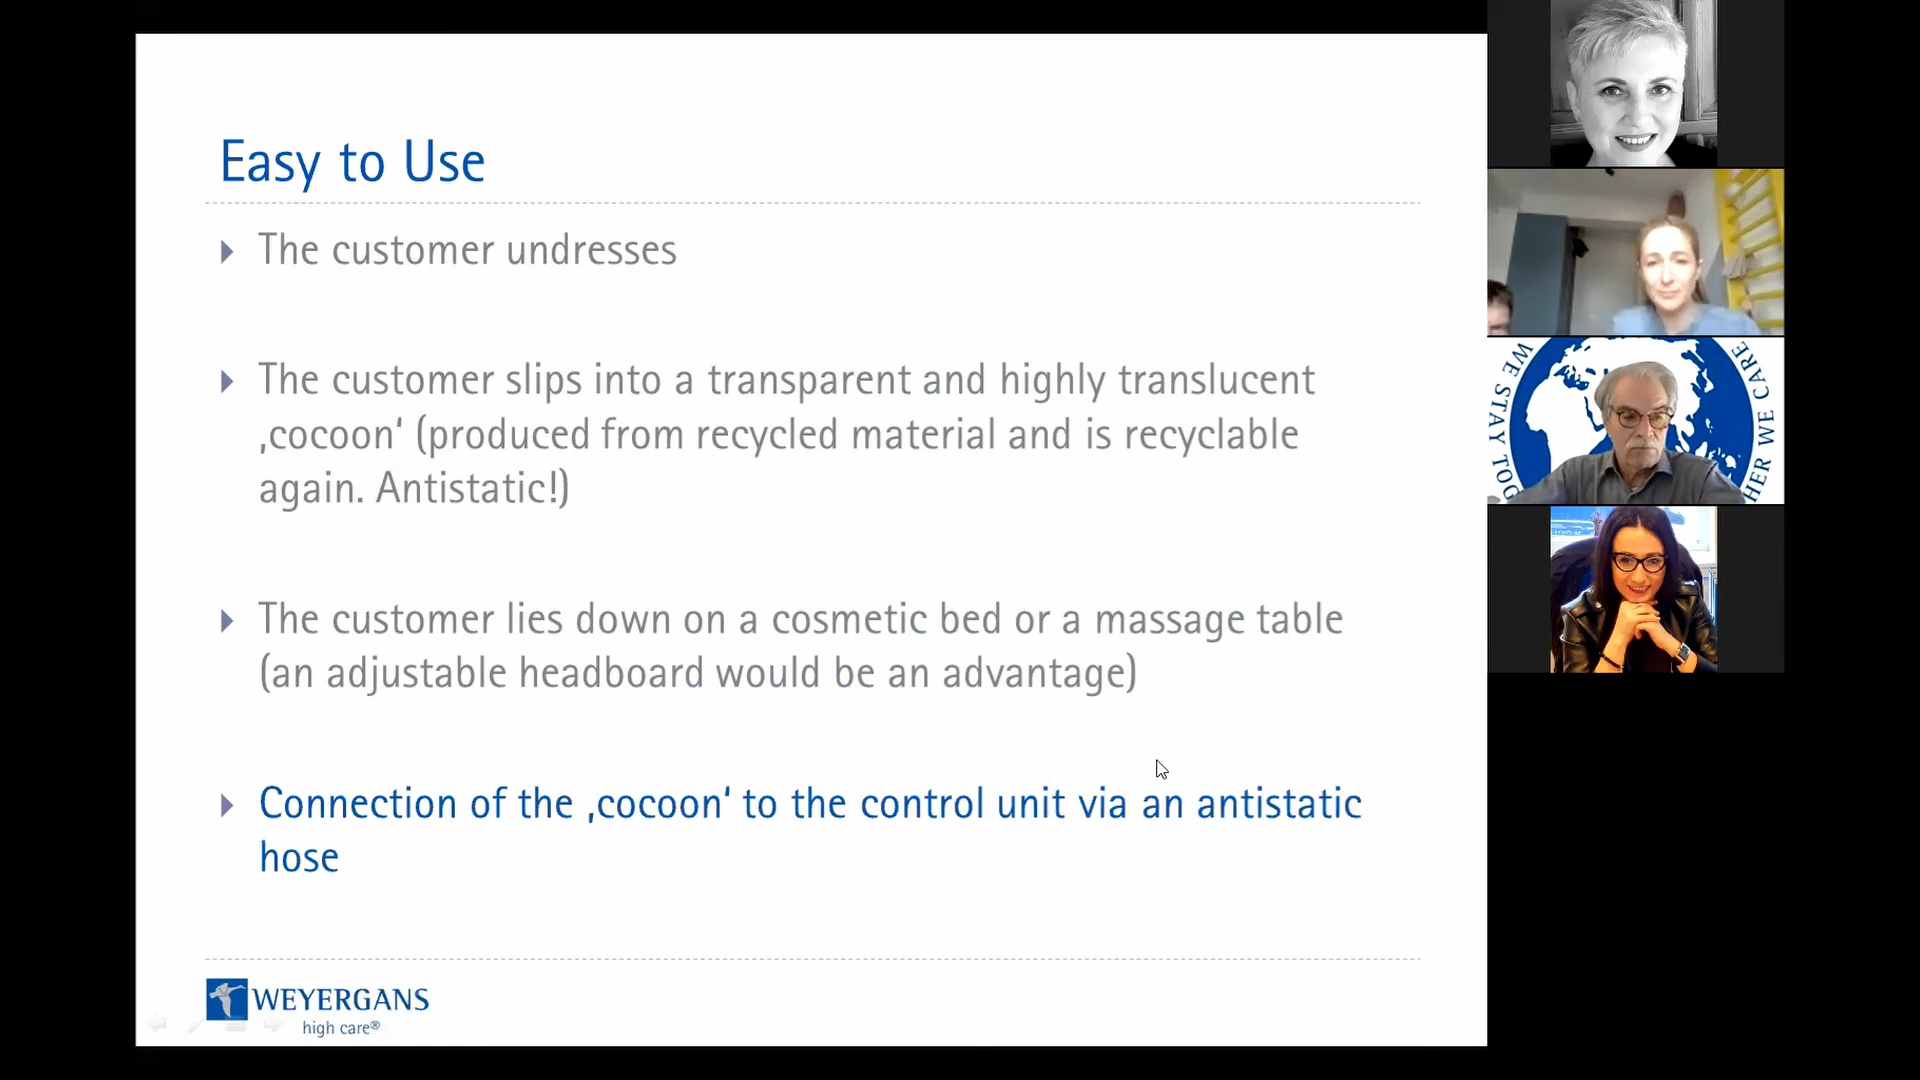 Easy to Use
The customer undresses
The customer slips into a transparent and highly translucent
‚cocoon‘ (produced from recycled material and is recyclable
again. Antistatic!)
The customer lies down on a cosmetic bed or a massage table
(an adjustable headboard would be an advantage)
Connection of the ‚cocoon‘ to the control unit via an antistatic
hose
WEYERGANS
high care®
WE STAY TOG
HER WE CARE